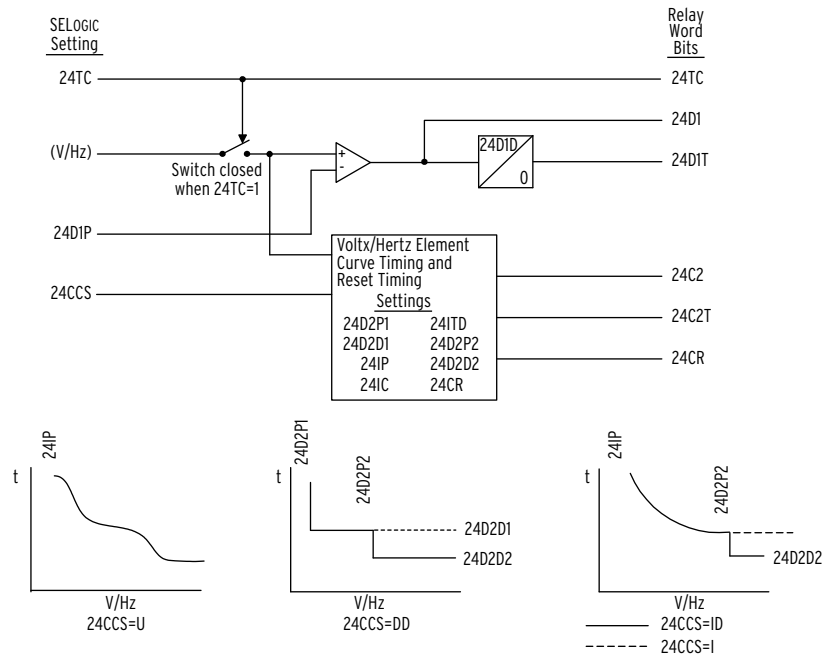 SELOGIC
Setting
Relay
Word
Bits
24TC
24TC
24D1
(V/Hz)
24D1D
0
24D1T
Switch closed
when 24TC=1
+
-
24D1P
Voltx/Hertz Element
Curve Timing and
Reset Timing
Settings
24D2P1 24ITD
24D2D1 24D2P2
24IP 24D2D2
24IC 24CR
24CCS
24C2
24C2T
24CR
24IP
t
V/Hz
24CCS=U
24D2P1
24D2P2
t
24D2D1
24D2D2
V/Hz
24CCS=DD
24IP
24D2P2
t
24D2D2
V/Hz
24CCS=ID
24CCS=I